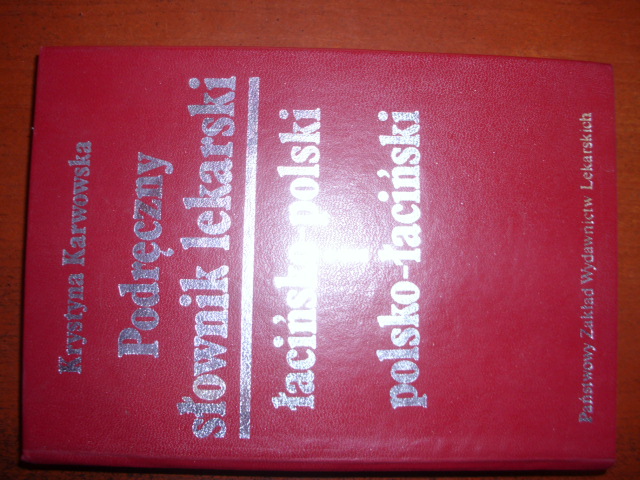 Krystyna Karwowska
Podręczny
słownik lekarski
łacińsko-polski
i
polsko-łaciński
Państwowy Zakład Wydawnictw Lekarskich